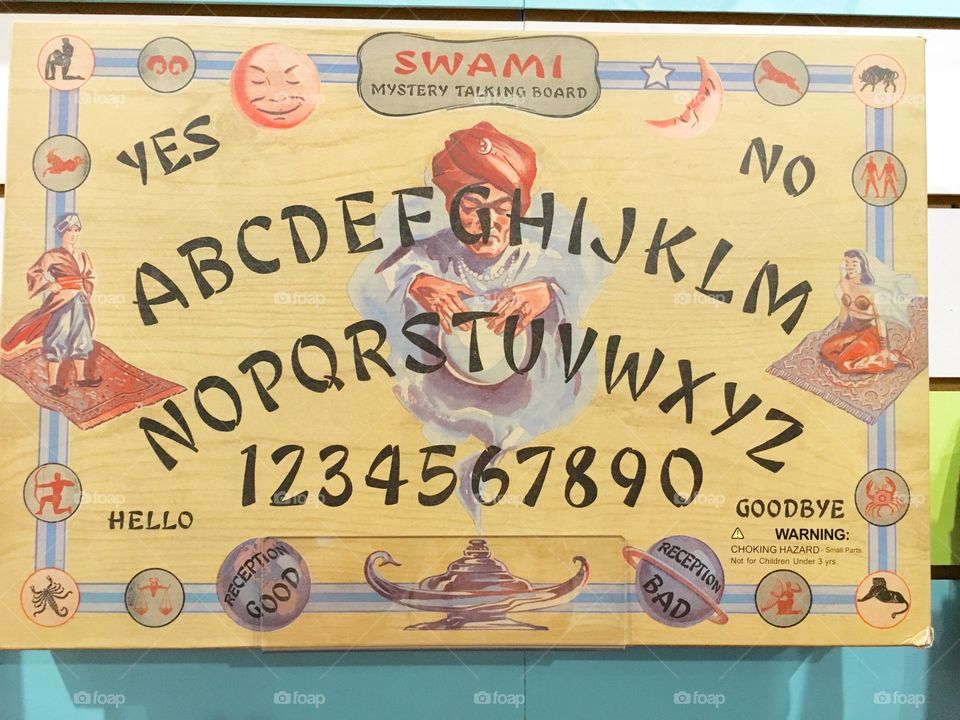 SWAMI
MYSTERY TALKING BOARD
YES
NO
ABCDEFGHIJKLM
NOPQRSTUVWXYZ
1234567890
HELLO
GOODBYE
WARNING:
CHOKING HAZARD - Small Parts.
Not for Children Under 3 yrs.
RECEPTION
GOOD
RECEPTION
BAD
foap